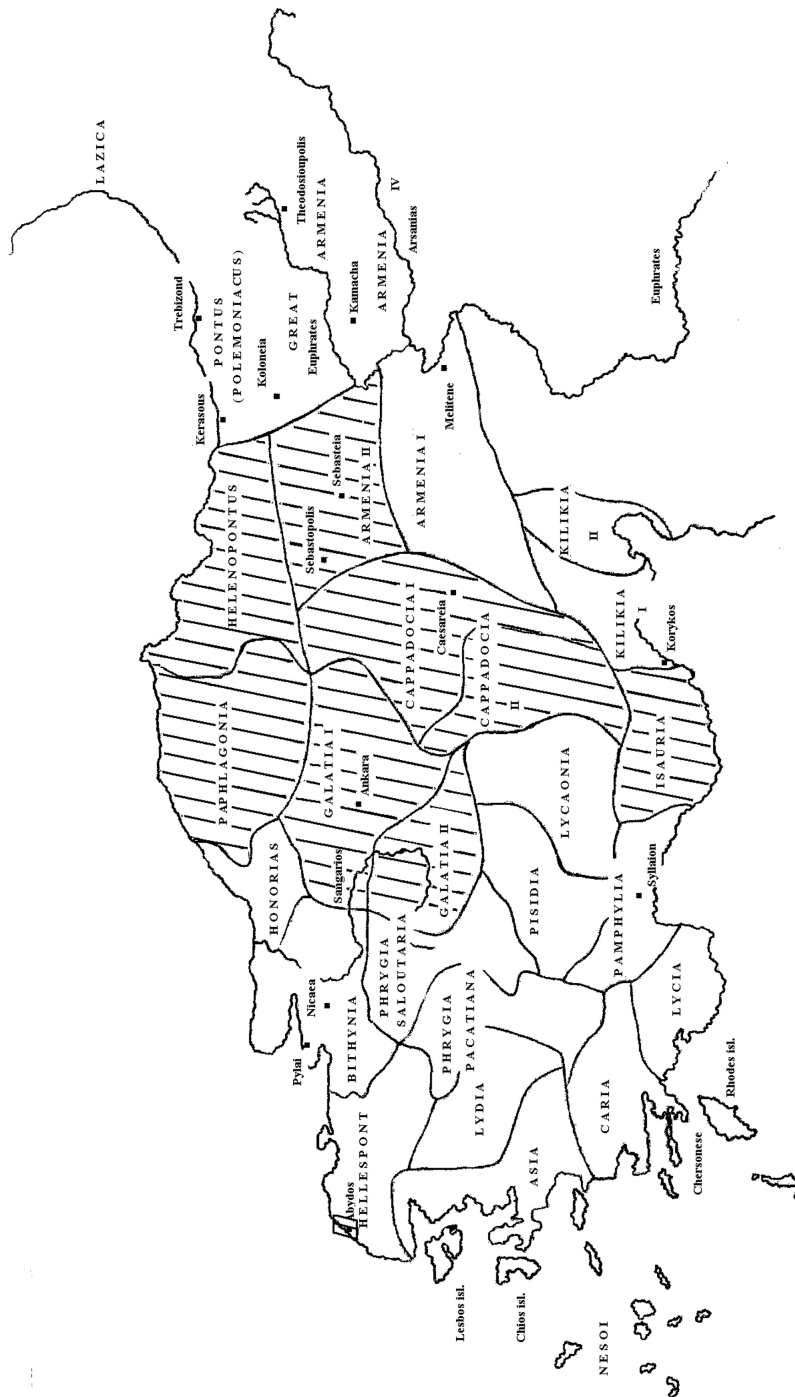 LAZICA
Trebizond
PONTUS
(POLEMONIACUS)
Kerasous
Koloneia
GREAT
ARMENIA
Euphrates
Theodosioupolis
Kamacha
ARMENIA
IV
Arsanias
Euphrates
HELENOPONTUS
Sebasteia
Sebastopolis
ARMENIA II
ARMENIA I
Melitene
PAPHLAGONIA
GALATIA I
Ankara
CAPPADOCIA I
Caesareia
CAPPADOCIA
II
KILIKIA
II
KILIKIA
I
Korykos
ISAURIA
HONORIAS
Sangarios
GALATIA II
LYCAONIA
PISIDIA
PAMPHYLIA
Syllaion
LYCIA
PHRYGIA
SALOUTARIA
PHRYGIA
PACATIANA
Nicaea
Pylai
BITHYNIA
LYDIA
CARIA
HELLESPONT
Abydos
ASIA
Rhodes isl.
Chersonese
Lesbos isl.
Chios isl.
NESOI